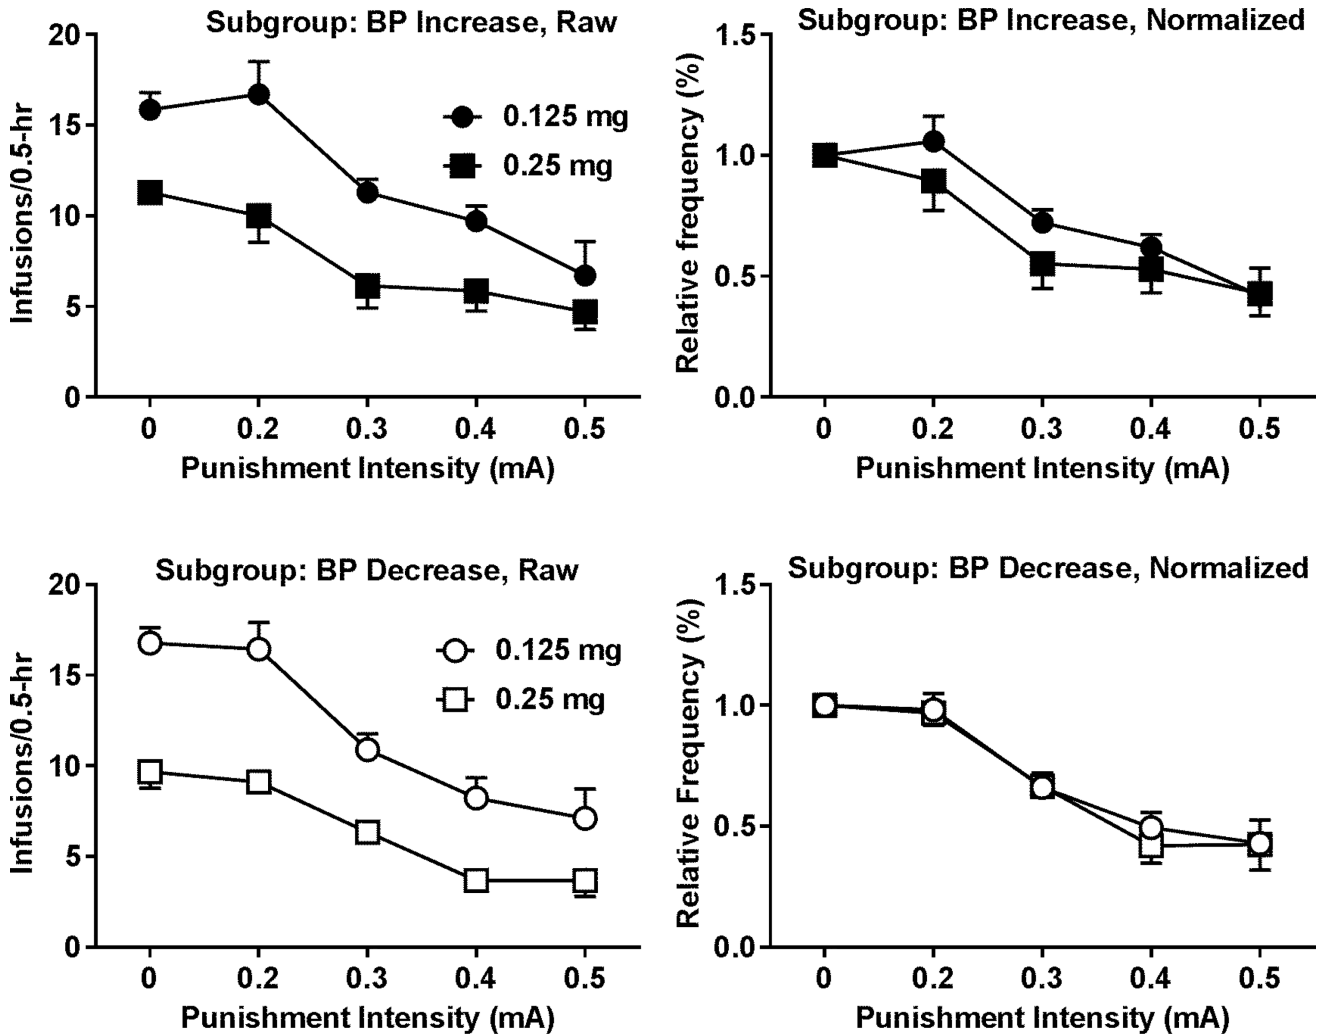 Subgroup: BP Increase, Raw
20
15
10
5
0
Infusions/0.5-hr
0.125 mg
0.25 mg
0 0.2 0.3 0.4 0.5
Punishment Intensity (mA)
Subgroup: BP Increase, Normalized
1.5
1.0
0.5
0.0
Relative frequency (%)
0 0.2 0.3 0.4 0.5
Punishment Intensity (mA)
Subgroup: BP Decrease, Raw
20
15
10
5
0
Infusions/0.5-hr
0.125 mg
0.25 mg
0 0.2 0.3 0.4 0.5
Punishment Intensity (mA)
Subgroup: BP Decrease, Normalized
1.5
1.0
0.5
0.0
Relative Frequency (%)
0 0.2 0.3 0.4 0.5
Punishment Intensity (mA)